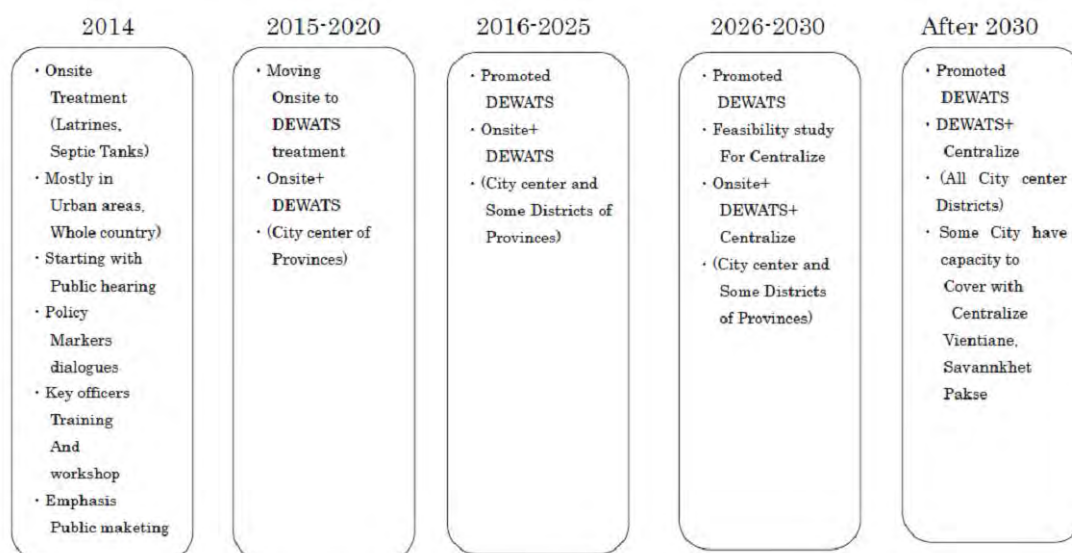 2014
・Onsite
Treatment
(Latrines,
Septic Tanks)
・Mostly in
Urban areas,
Whole country)
・Starting with
Public hearing
・Policy
Markers
dialogues
・Key officers
Training
And
workshop
・Emphasis
Public maketing
2015-2020
・Moving
Onsite to
DEWATS
treatment
・Onsite+
DEWATS
・(City center of
Provinces)
2016-2025
・Promoted
DEWATS
・Onsite+
DEWATS
・(City center and
Some Districts of
Provinces)
2026-2030
・Promoted
DEWATS
・Feasibility study
For Centralize
・Onsite+
DEWATS+
Centralize
・(City center and
Some Districts
of Provinces)
After 2030
・Promoted
DEWATS
・DEWATS+
Centralize
・(All City center
Districts)
・Some City have
capacity to
Cover with
Centralize
Vientiane,
Savannkhet
Pakse